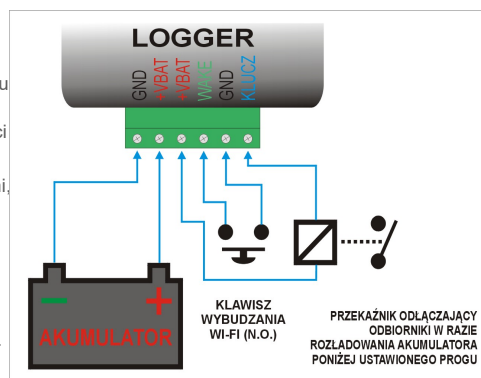 LOGGER
GND
+VBAT
+VBAT
WAKE
GND
KLUCZ
AKUMULATOR
KLAWISZ
WYBUDZANIA
WI-FI (N.O.)
PRZEKAŹNIK ODŁĄCZAJĄCY
ODBIORNIKI W RAZIE
ROZŁADOWANIA AKUMULATORA
PONIŻEJ USTAWIONEGO PROGU